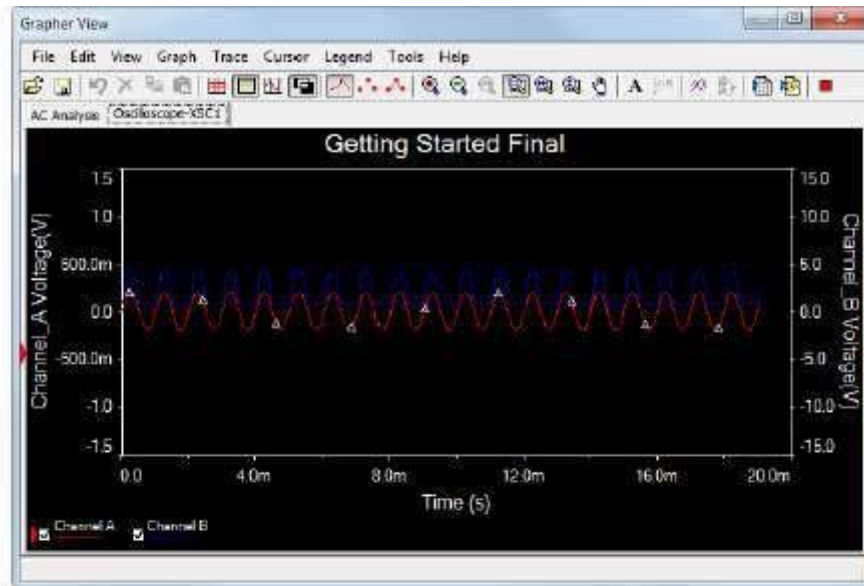 Grapher View
File Edit View Graph Trace Cursor Legend Tools Help
A
AC Analysis Oscilloscope-XSC1
Getting Started Final
Channel_A Voltage(V)
1.5
1.0
500.0m
0.0
-500.0m
-1.0
-1.5
15.0
10.0
5.0
0.0
-5.0
-10.0
-15.0
Channel_B Voltage(V)
0.0 4.0m 8.0m 12.0m 16.0m 20.0m
Time (s)
Channel A Channel B